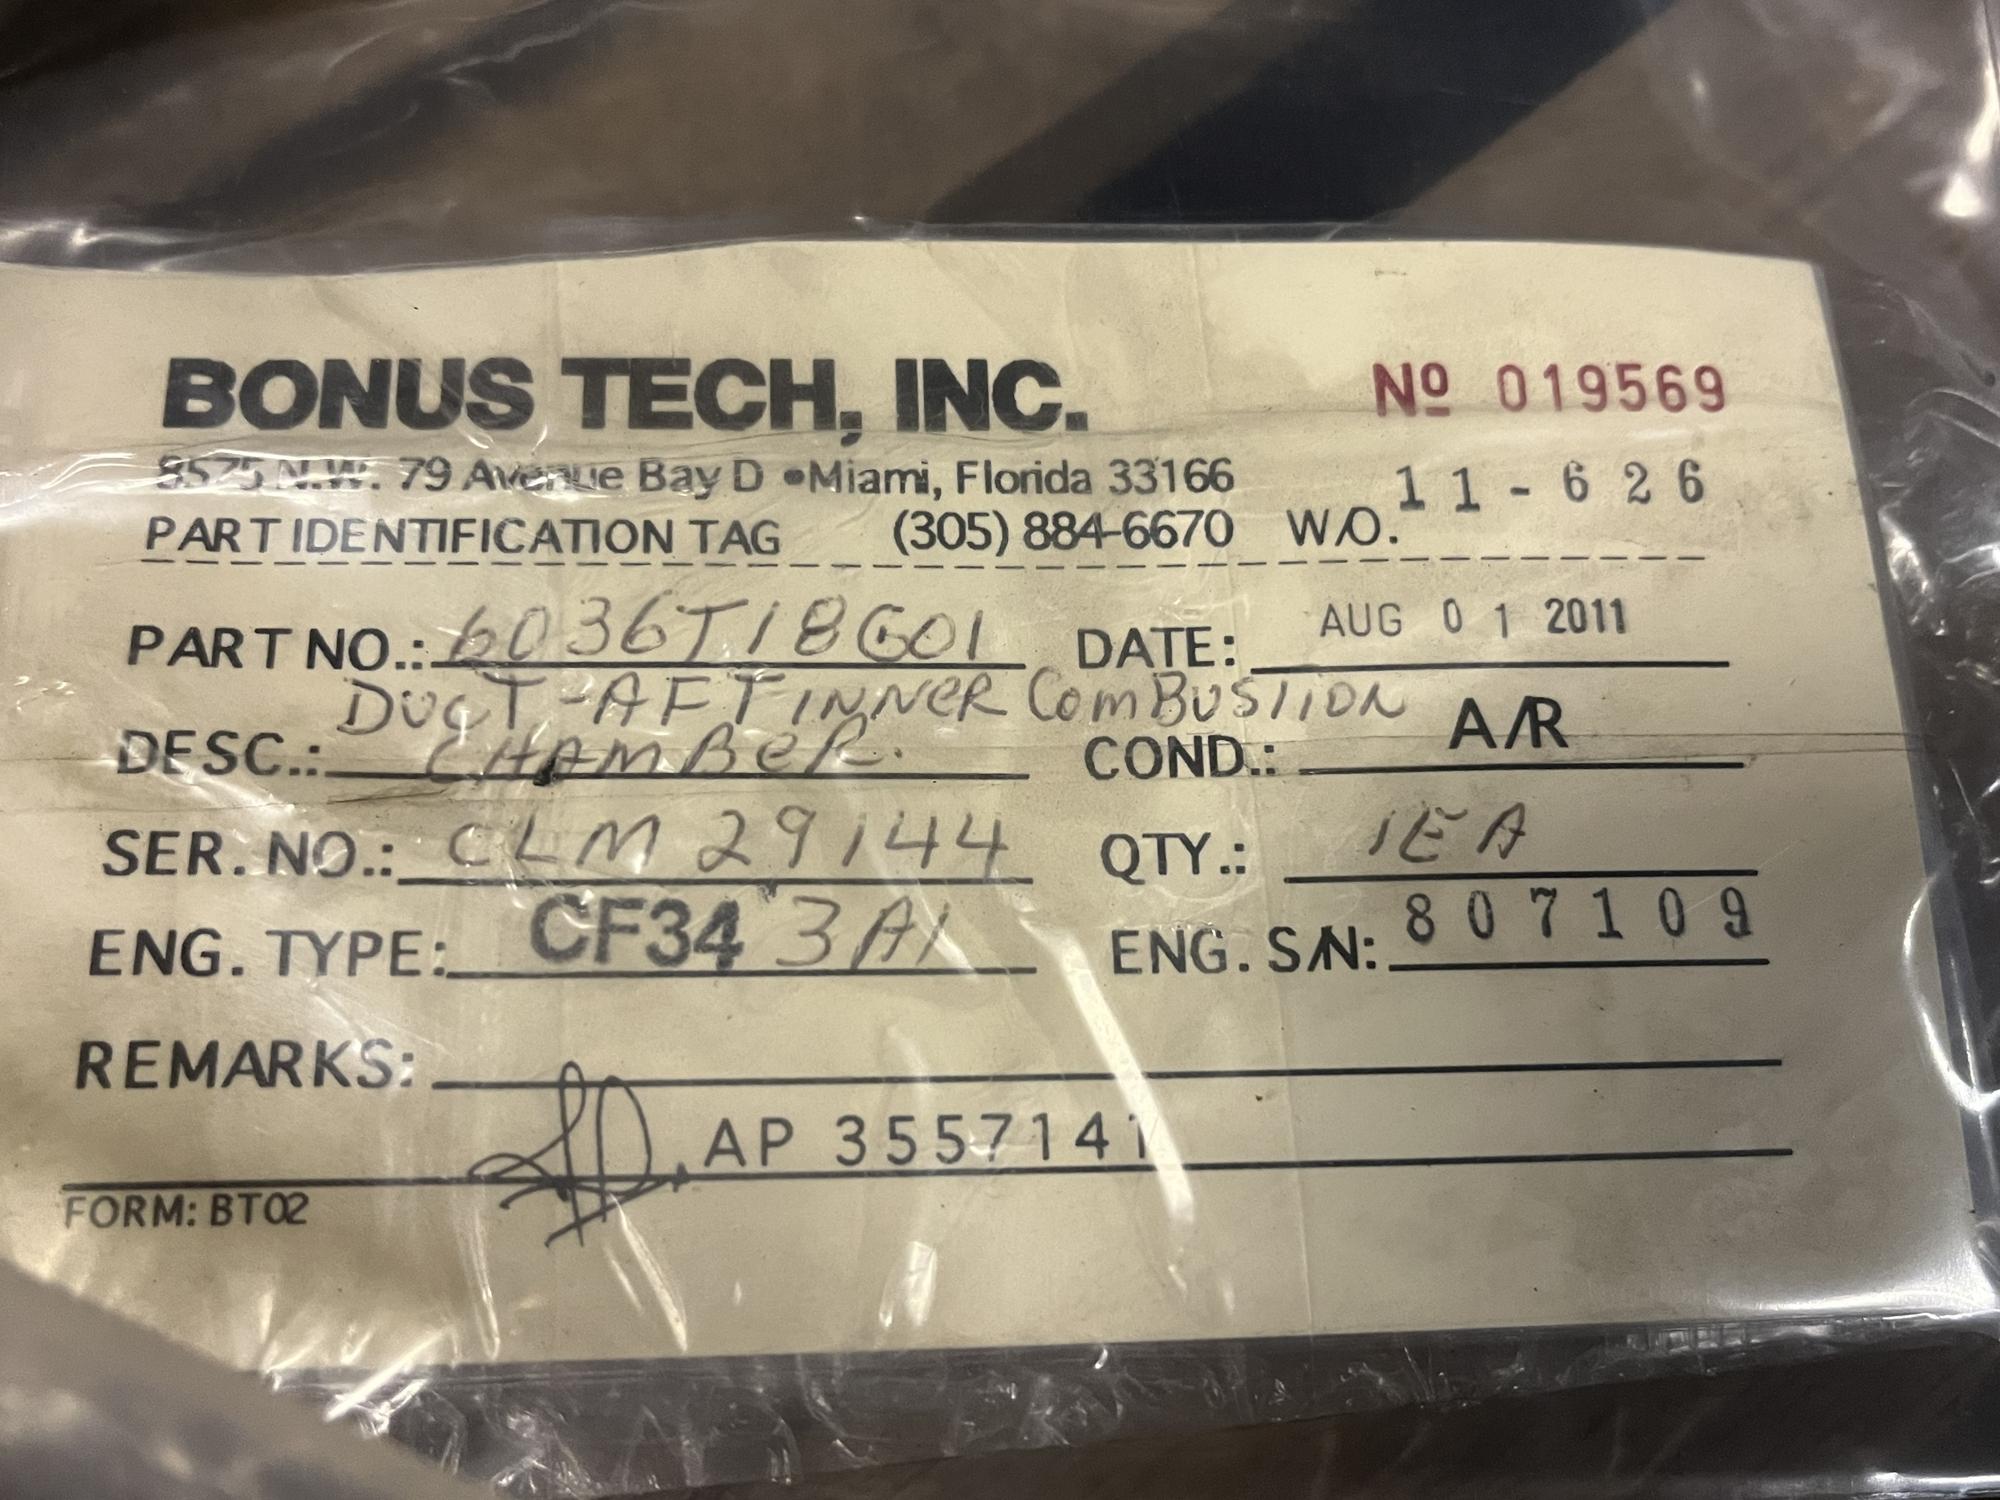 BONUS TECH, INC.
Nº 019569
8575 N.W. 79 Avenue Bay D • Miami, Florida 33166
PART IDENTIFICATION TAG (305) 884-6670 W/O. 11-626
PART NO.: 6036T18G01 DATE: AUG 01 2011
DESC.: DUCT-AFT INNER COMBUSTION CHAMBER. COND.: A/R
SER. NO.: CLM 29144 QTY.: 1EA
ENG. TYPE: CF34 3A1 ENG. S/N: 807109
REMARKS:
AP 3557141
FORM: BT02